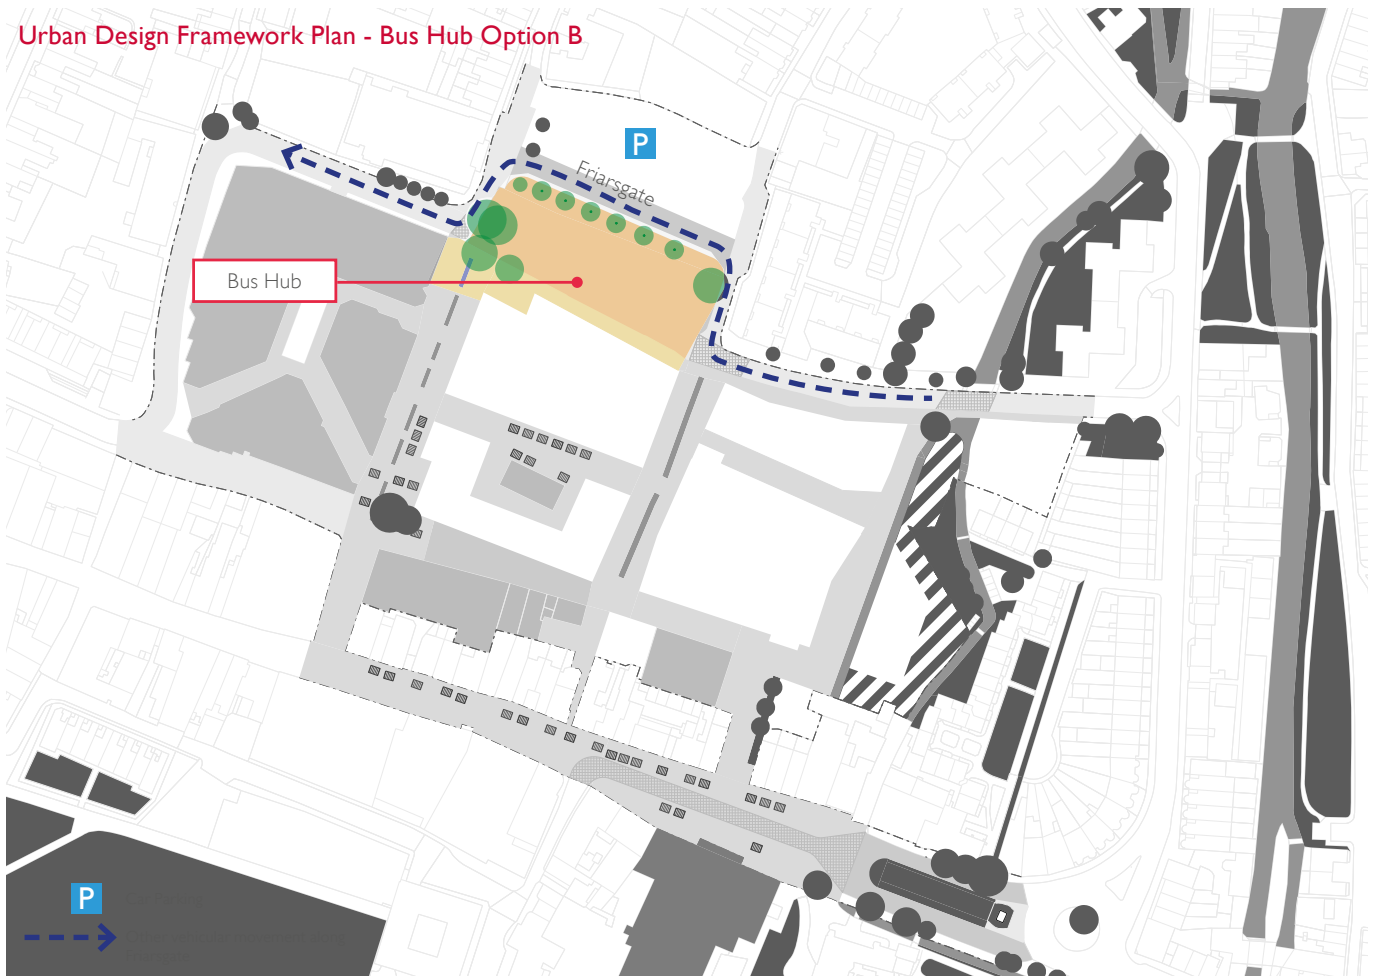 Urban Design Framework Plan - Bus Hub Option B
P
Friarsgate
Bus Hub
P